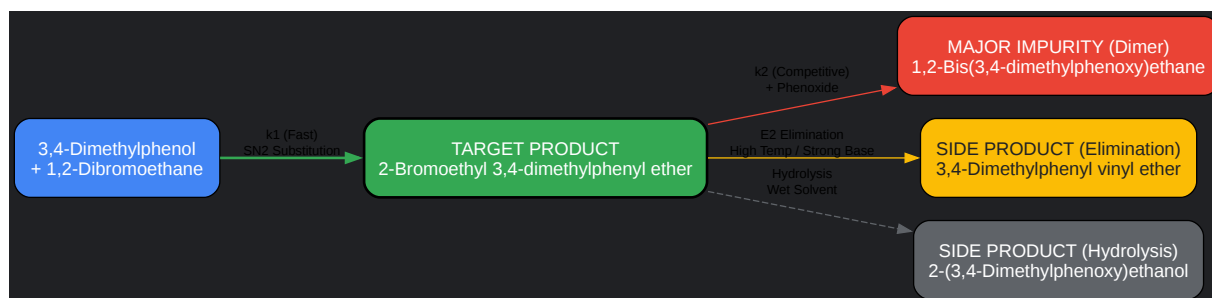 3,4-Dimethylphenol
+ 1,2-Dibromoethane
k1 (Fast)
SN2 Substitution
TARGET PRODUCT
2-Bromoethyl 3,4-dimethylphenyl ether
k2 (Competitive)
+ Phenoxide
MAJOR IMPURITY (Dimer)
1,2-Bis(3,4-dimethylphenoxy)ethane
E2 Elimination
High Temp / Strong Base
SIDE PRODUCT (Elimination)
3,4-Dimethylphenyl vinyl ether
Hydrolysis
Wet Solvent
SIDE PRODUCT (Hydrolysis)
2-(3,4-Dimethylphenoxy)ethanol